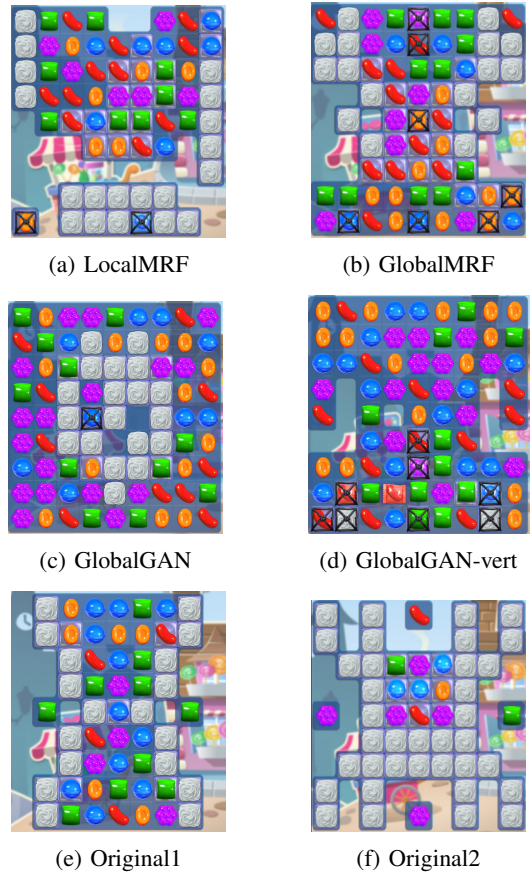 (a) LocalMRF
(b) GlobalMRF
(c) GlobalGAN
(d) GlobalGAN-vert
(e) Original1
(f) Original2